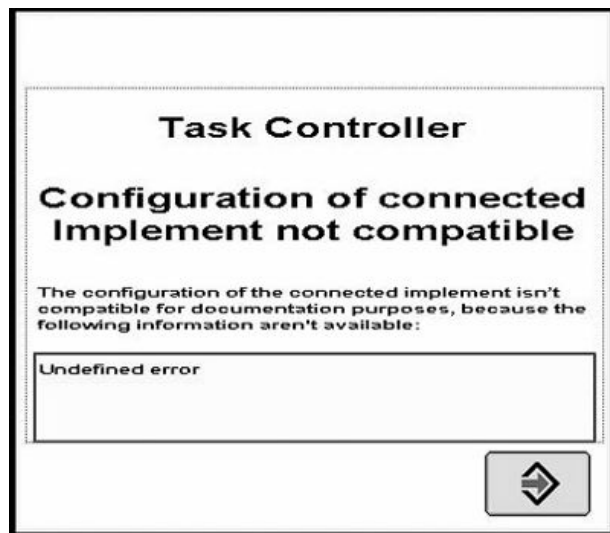 Task Controller
Configuration of connected
Implement not compatible
The configuration of the connected implement isn't
compatible for documentation purposes, because the
following information aren't available:
Undefined error